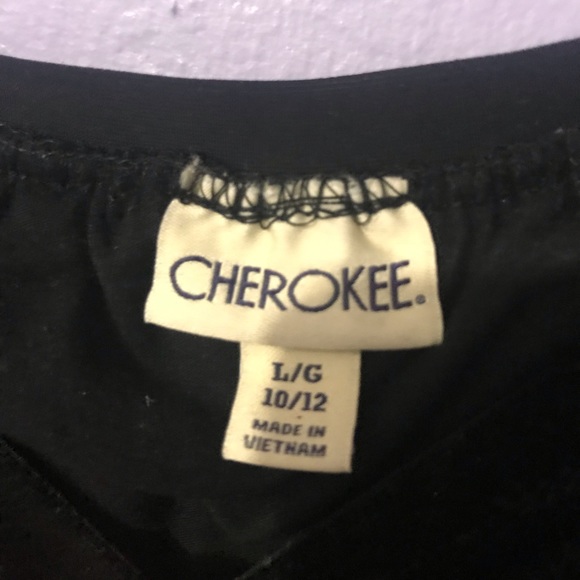 CHEROKEE®
L/G
10/12
MADE IN
VIETNAM